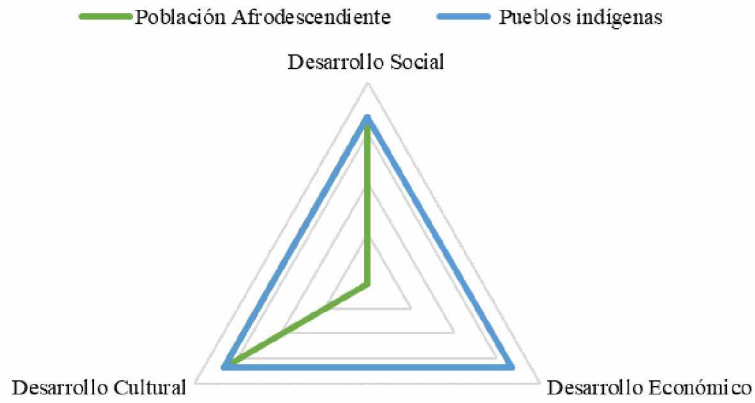 Población Afrodescendiente Pueblos indígenas
Desarrollo Social
Desarrollo Cultural Desarrollo Económico